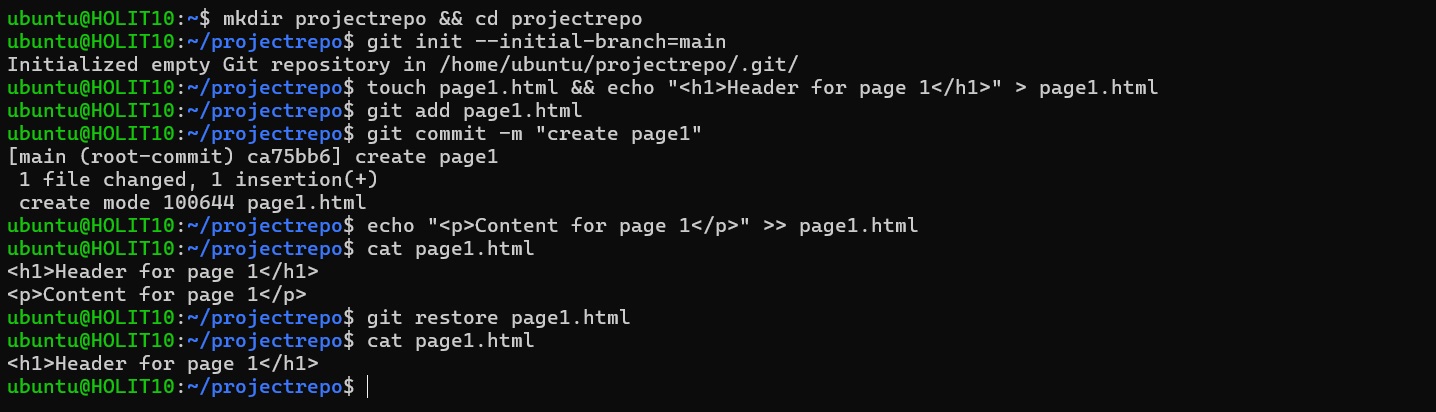 ubuntu@HOLIT10:~$ mkdir projectrepo && cd projectrepo
ubuntu@HOLIT10:~/projectrepo$ git init --initial-branch=main
Initialized empty Git repository in /home/ubuntu/projectrepo/.git/
ubuntu@HOLIT10:~/projectrepo$ touch page1.html && echo "<h1>Header for page 1</h1>" > page1.html
ubuntu@HOLIT10:~/projectrepo$ git add page1.html
ubuntu@HOLIT10:~/projectrepo$ git commit -m "create page1"
[main (root-commit) ca75bb6] create page1
 1 file changed, 1 insertion(+)
 create mode 100644 page1.html
ubuntu@HOLIT10:~/projectrepo$ echo "<p>Content for page 1</p>" >> page1.html
ubuntu@HOLIT10:~/projectrepo$ cat page1.html
<h1>Header for page 1</h1>
<p>Content for page 1</p>
ubuntu@HOLIT10:~/projectrepo$ git restore page1.html
ubuntu@HOLIT10:~/projectrepo$ cat page1.html
<h1>Header for page 1</h1>
ubuntu@HOLIT10:~/projectrepo$